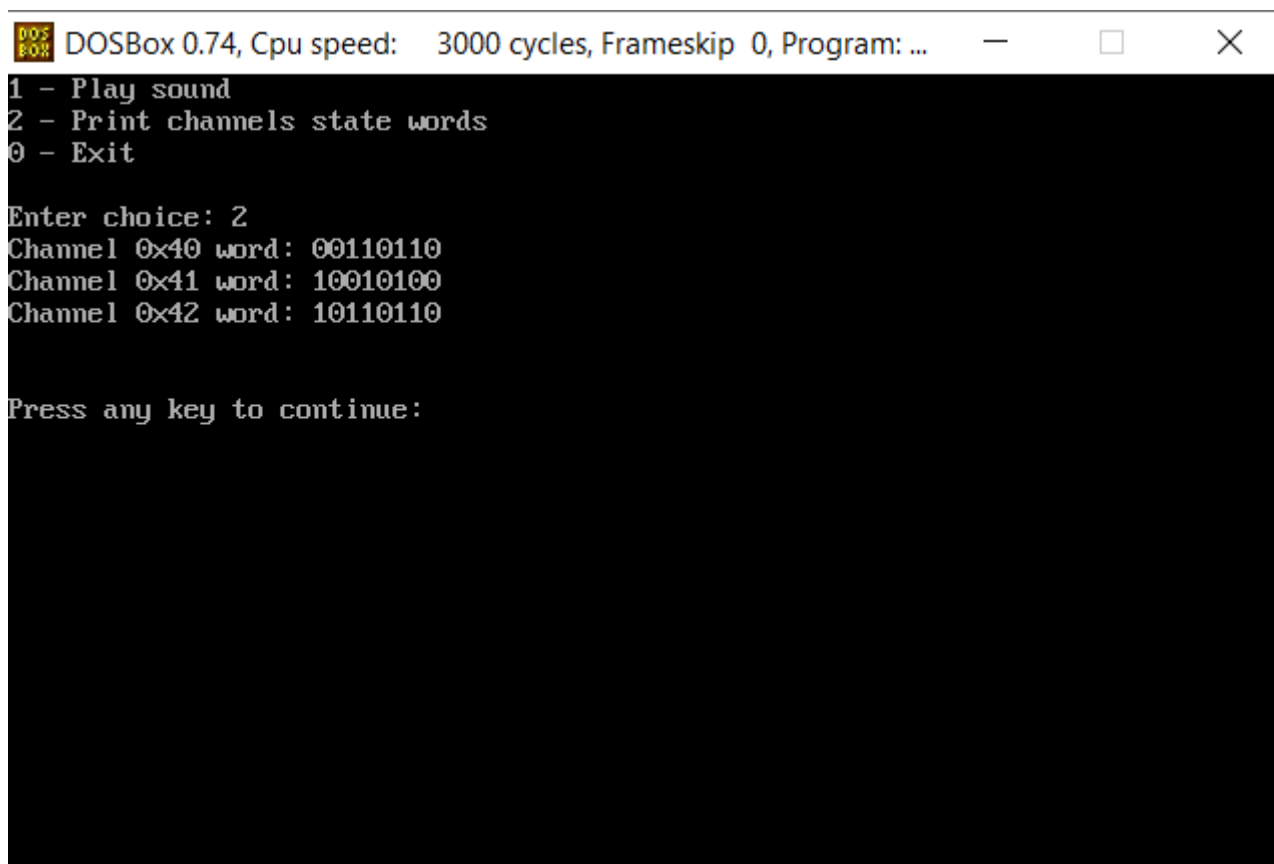 DOS BOX DOSBox 0.74, Cpu speed: 3000 cycles, Frameskip 0, Program: ...
1 - Play sound
2 - Print channels state words
0 - Exit
Enter choice: 2
Channel 0x40 word: 00110110
Channel 0x41 word: 10010100
Channel 0x42 word: 10110110
Press any key to continue: